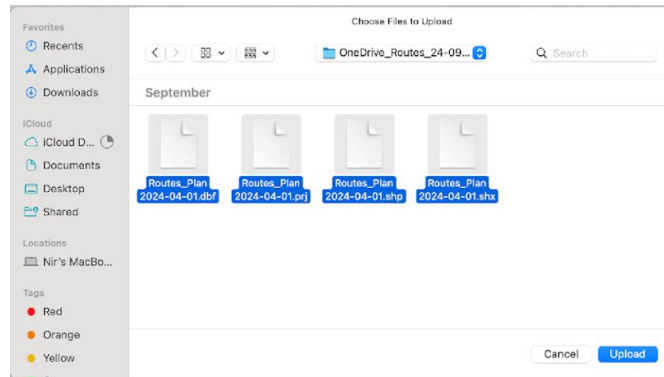 Choose Files to Upload
Favorites
Recents
Applications
Downloads
iCloud
iCloud D...
Documents
Desktop
Shared
Locations
Nir's MacBo...
Tags
Red
Orange
Yellow
OneDrive_Routes_24-09...
Search
September
Routes_Plan
2024-04-01.dbf
Routes_Plan
2024-04-01.prj
Routes_Plan
2024-04-01.shp
Routes_Plan
2024-04-01.shx
Cancel
Upload